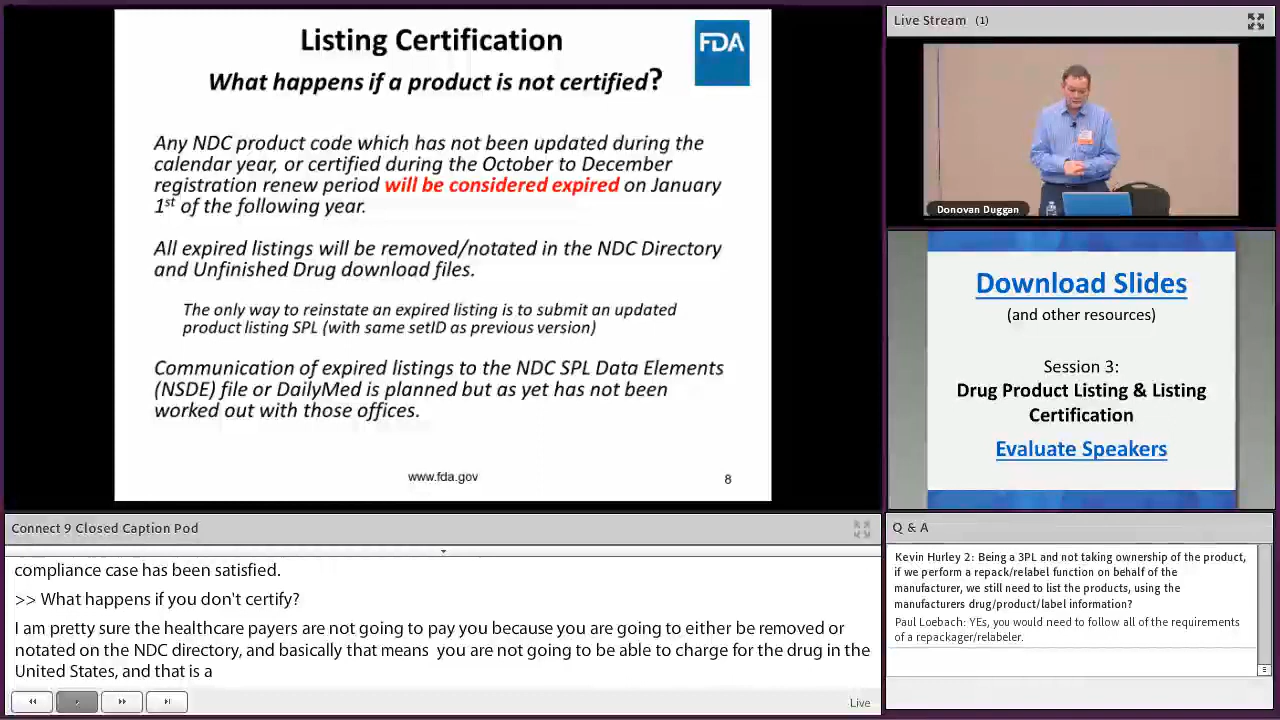 Listing Certification
FDA
What happens if a product is not certified?
Any NDC product code which has not been updated during the
calendar year, or certified during the October to December
registration renew period will be considered expired on January
1st of the following year.
All expired listings will be removed/notated in the NDC Directory
and Unfinished Drug download files.
The only way to reinstate an expired listing is to submit an updated
product listing SPL (with same setID as previous version)
Communication of expired listings to the NDC SPL Data Elements
(NSDE) file or DailyMed is planned but as yet has not been
worked out with those offices.
www.fda.gov
8
Live Stream (1)
Donovan Duggan
Download Slides
(and other resources)
Session 3:
Drug Product Listing & Listing
Certification
Evaluate Speakers
Connect 9 Closed Caption Pod
compliance case has been satisfied.
>> What happens if you don't certify?
I am pretty sure the healthcare payers are not going to pay you because you are going to either be removed or
notated on the NDC directory, and basically that means you are not going to be able to charge for the drug in the
United States, and that is a
Live
Q & A
Kevin Hurley 2: Being a 3PL and not taking ownership of the product,
if we perform a repack/relabel function on behalf of the
manufacturer, we still need to list the products, using the
manufacturers drug/product/label information?
Paul Loebach: YEs, you would need to follow all of the requirements
of a repackager/relabeler.